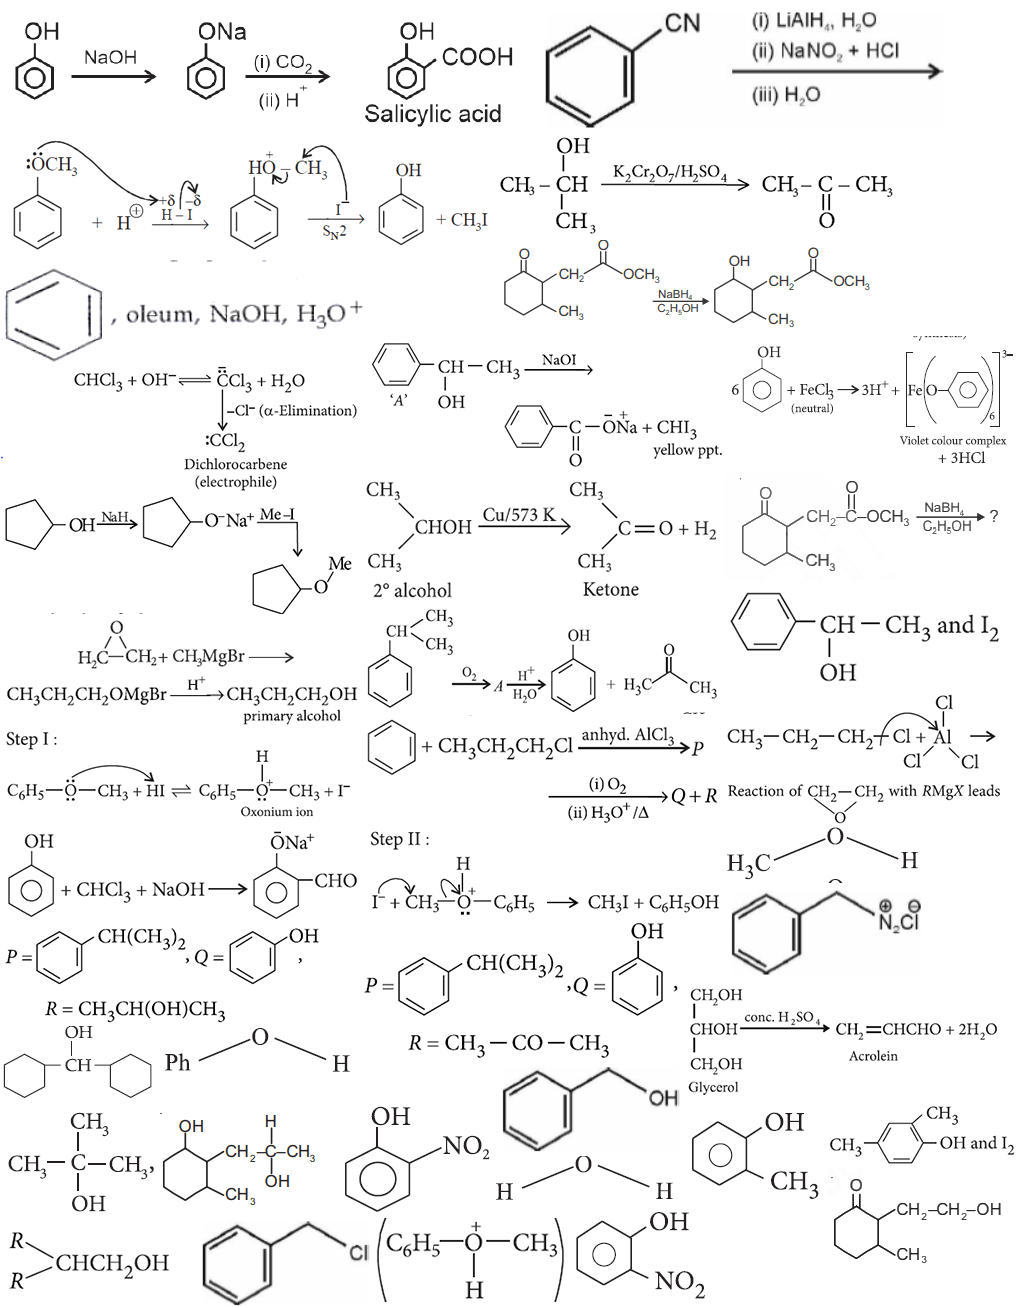 OH
NaOH
ONa
(i) CO₂
(ii) H⁺
OH
COOH
Salicylic acid
CN
(i) LiAlH₄, H₂O
(ii) NaNO₂ + HCl
(iii) H₂O
:ÖCH₃
+ H⊕
+δ –δ
H – I
HO⁺ – CH₃
I⁻
Sɴ2
OH
+ CH₃I
OH
CH₃ – CH
CH₃
K₂Cr₂O₇/H₂SO₄
CH₃ – C – CH₃
O
O
CH₂
O
OCH₃
CH₃
NaBH₄
C₂H₅OH
OH
CH₂
O
OCH₃
CH₃
, oleum, NaOH, H₃O⁺
CHCl₃ + OH⁻ ⇌ C̈Cl₃ + H₂O
–Cl⁻ (α-Elimination)
:CCl₂
Dichlorocarbene
(electrophile)
CH – CH₃
OH
'A'
NaOI
C – ŌNa⁺ + CHI₃
O
yellow ppt.
OH
6
+ FeCl₃ → 3H⁺ +
(neutral)
[Fe(O–)₆]³⁻
Violet colour complex
+ 3HCl
OH
NaH
O⁻Na⁺
Me–I
Me
O
CH₃
CHOH
CH₃
2° alcohol
Cu/573 K
CH₃
C=O + H₂
CH₃
Ketone
O
CH₂
O
C–OCH₃
CH₃
NaBH₄
C₂H₅OH
?
O
H₂C–CH₂ + CH₃MgBr
CH₃CH₂CH₂OMgBr
H⁺
CH₃CH₂CH₂OH
primary alcohol
CH
CH₃
CH₃
O₂
A
H⁺
H₂O
OH
+
O
H₃C
CH₃
CH – CH₃ and I₂
OH
Step I :
C₆H₅–Ö–CH₃ + HI ⇌ C₆H₅–O⁺–CH₃ + I⁻
H
Oxonium ion
+ CH₃CH₂CH₂Cl
anhyd. AlCl₃
P
(i) O₂
(ii) H₃O⁺/Δ
Q + R
CH₃–CH₂–CH₂–Cl + Al
Cl
Cl
Cl
Reaction of CH₂–CH₂ with RMgX leads
O
H₃C
O
H
OH
+ CHCl₃ + NaOH
ŌNa⁺
CHO
Step II :
I⁻ + CH₃–O⁺–C₆H₅ → CH₃I + C₆H₅OH
H
N₂Cl
P =
CH(CH₃)₂
, Q =
OH
,
R = CH₃CH(OH)CH₃
P =
CH(CH₃)₂
, Q =
OH
,
R = CH₃ – CO – CH₃
CH₂OH
CHOH
CH₂OH
Glycerol
conc. H₂SO₄
CH₂=CHCHO + 2H₂O
Acrolein
OH
CH
Ph
O
H
OH
CH₃
CH₃ – C – CH₃,
OH
OH
CH₂
H
C–CH₃
OH
CH₃
OH
NO₂
O
H
H
OH
CH₃
CH₃
CH₃
OH and I₂
R
R
CHCH₂OH
Cl
(C₆H₅–O⁺–CH₃)
H
OH
NO₂
O
CH₂–CH₂–OH
CH₃